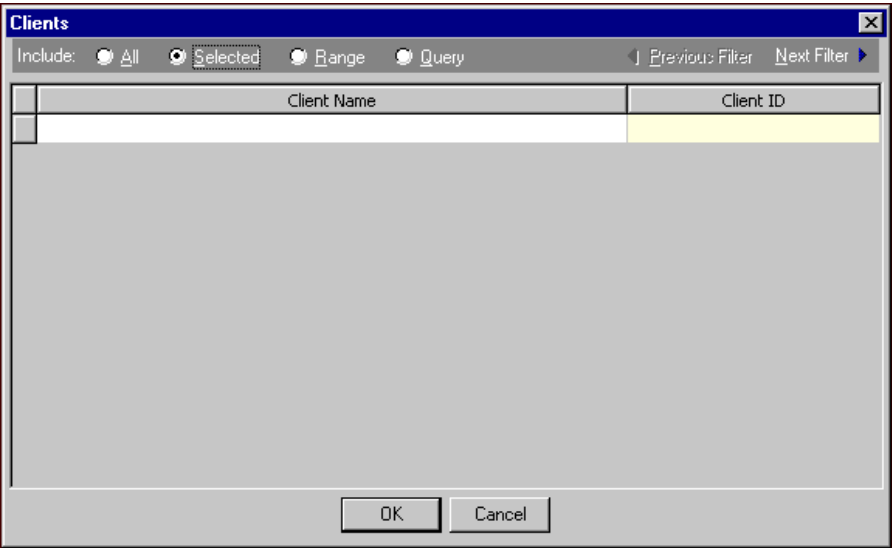 Clients
Include: All Selected Range Query Previous Filter Next Filter
Client Name Client ID
OK Cancel